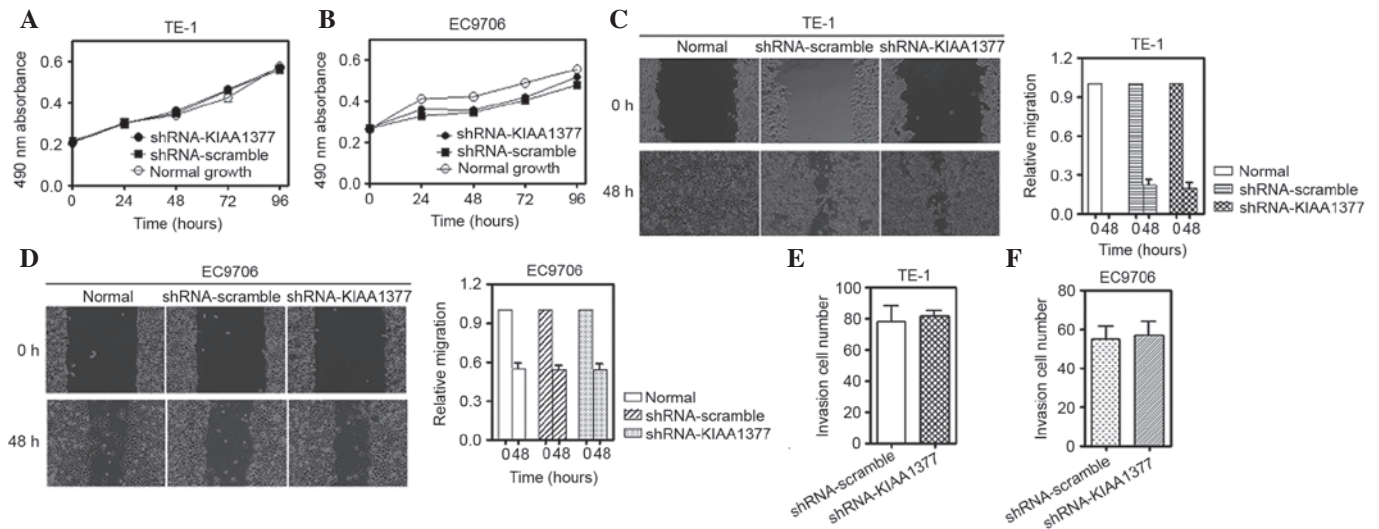 A
TE-1
490 nm absorbance
0.6
0.4
0.2
0.0
shRNA-KIAA1377
shRNA-scramble
Normal growth
0 24 48 72 96
Time (hours)
B
EC9706
490 nm absorbance
0.6
0.4
0.2
0.0
shRNA-KIAA1377
shRNA-scramble
Normal growth
0 24 48 72 96
Time (hours)
C
TE-1
Normal shRNA-scramble shRNA-KIAA1377
0 h
48 h
TE-1
Relative migration
1.2
0.9
0.6
0.3
0.0
Normal
shRNA-scramble
shRNA-KIAA1377
0 48 0 48 0 48
Time (hours)
D
EC9706
Normal shRNA-scramble shRNA-KIAA1377
0 h
48 h
EC9706
Relative migration
1.2
0.9
0.6
0.3
0.0
Normal
shRNA-scramble
shRNA-KIAA1377
0 48 0 48 0 48
Time (hours)
E
TE-1
Invasion cell number
100
80
60
40
20
0
shRNA-scramble
shRNA-KIAA1377
F
EC9706
Invasion cell number
80
60
40
20
0
shRNA-scramble
shRNA-KIAA1377